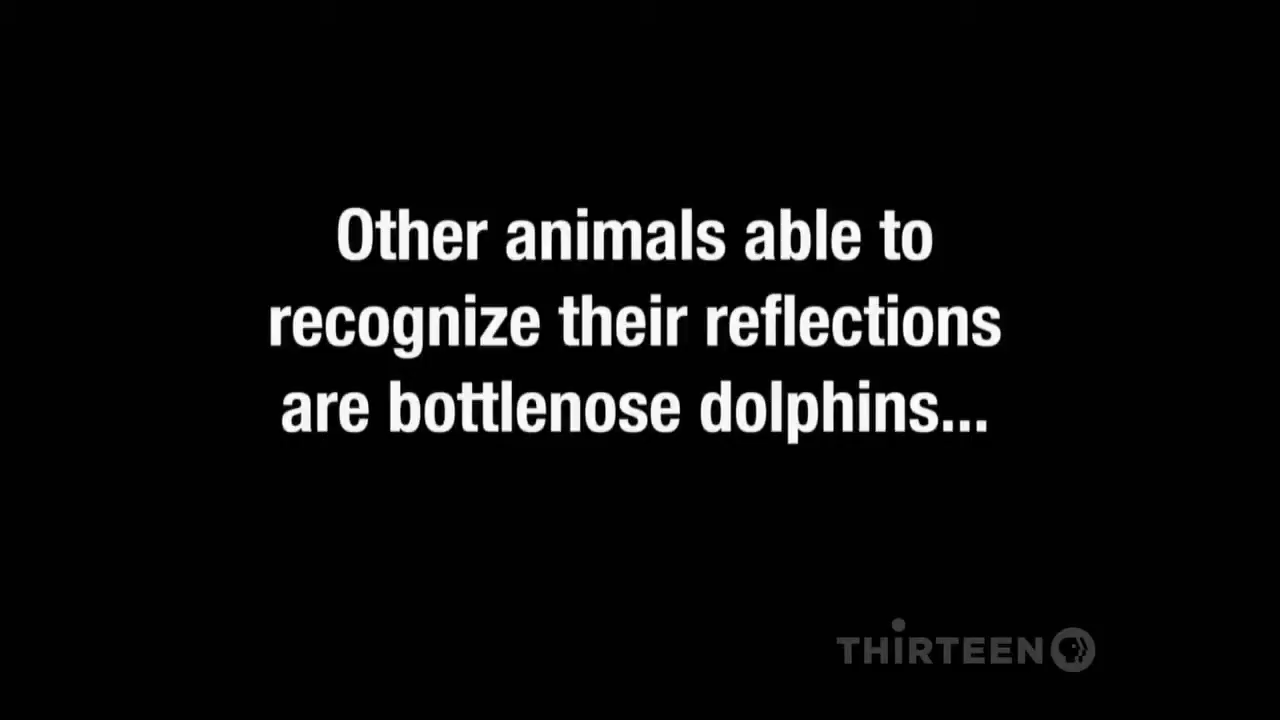 Other animals able to
recognize their reflections
are bottlenose dolphins...
THIRTEEN